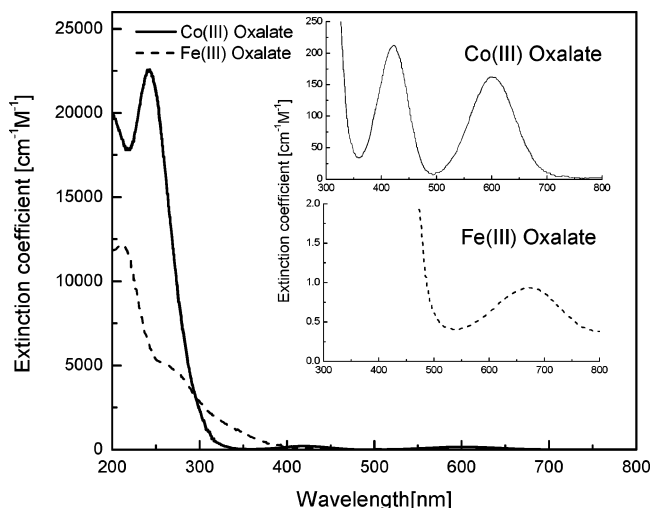 Co(III) Oxalate
Fe(III) Oxalate
25000
20000
15000
10000
5000
0
Extinction coefficient [cm-1M-1]
200 300 400 500 600 700 800
Wavelength[nm]
Co(III) Oxalate
250
200
150
100
50
0
Extinction coefficient [cm-1M-1]
300 400 500 600 700 800
Fe(III) Oxalate
2.0
1.5
1.0
0.5
0.0
300 400 500 600 700 800